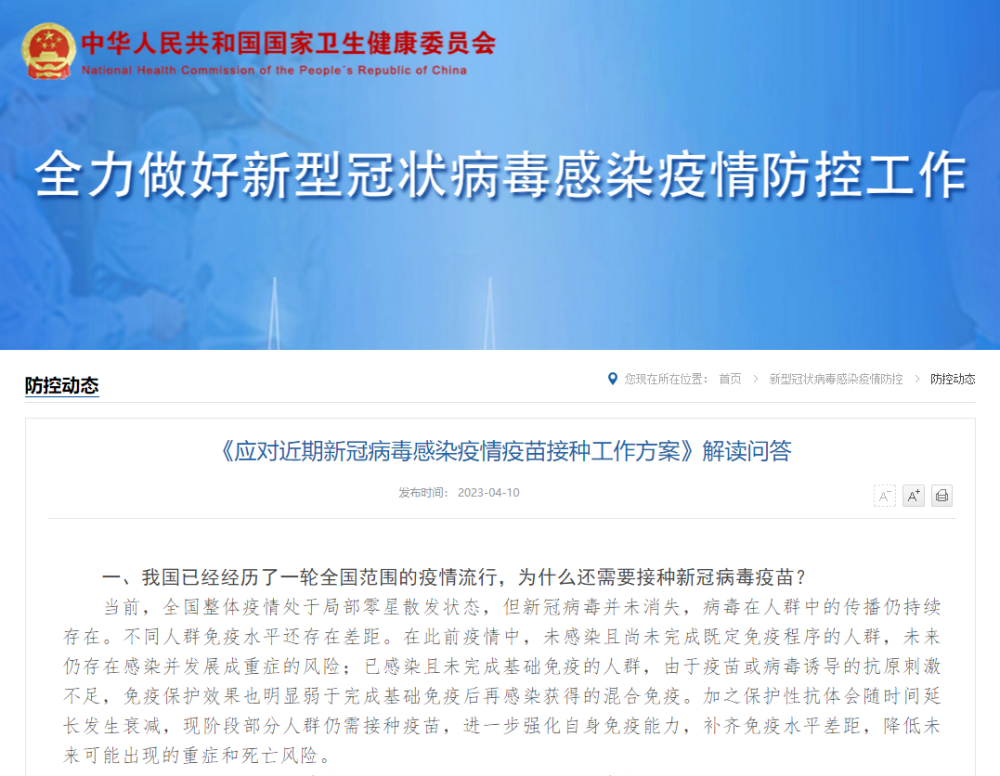 中华人民共和国国家卫生健康委员会
National Health Commission of the People's Republic of China
全力做好新型冠状病毒感染疫情防控工作
防控动态
您现在所在位置： 首页 > 新型冠状病毒感染疫情防控 > 防控动态
《应对近期新冠病毒感染疫情疫苗接种工作方案》解读问答
发布时间： 2023-04-10
A- A+
一、我国已经经历了一轮全国范围的疫情流行，为什么还需要接种新冠病毒疫苗？
当前，全国整体疫情处于局部零星散发状态，但新冠病毒并未消失，病毒在人群中的传播仍持续
存在。不同人群免疫水平还存在差距。在此前疫情中，未感染且尚未完成既定免疫程序的人群，未来
仍存在感染并发展成重症的风险；已感染且未完成基础免疫的人群，由于疫苗或病毒诱导的抗原刺激
不足，免疫保护效果也明显弱于完成基础免疫后再感染获得的混合免疫。加之保护性抗体会随时间延
长发生衰减，现阶段部分人群仍需接种疫苗，进一步强化自身免疫能力，补齐免疫水平差距，降低未
来可能出现的重症和死亡风险。